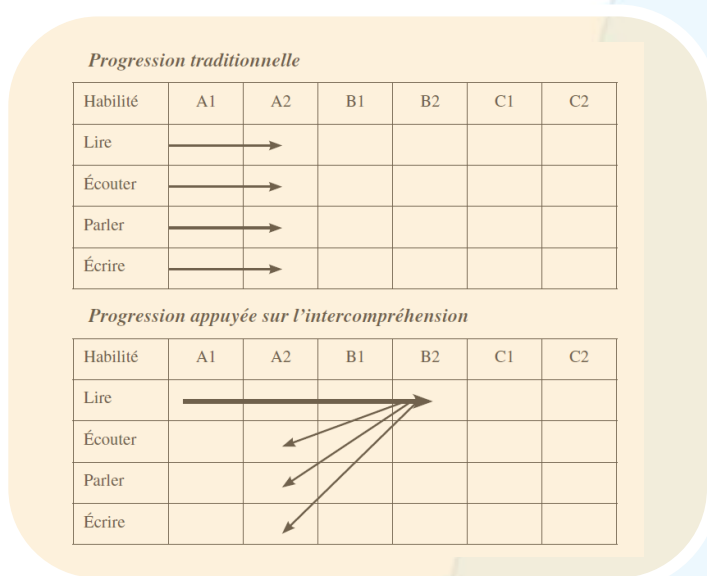 Progression traditionnelle
Habilité A1 A2 B1 B2 C1 C2
Lire
Écouter
Parler
Écrire
Progression appuyée sur l’intercompréhension
Habilité A1 A2 B1 B2 C1 C2
Lire
Écouter
Parler
Écrire